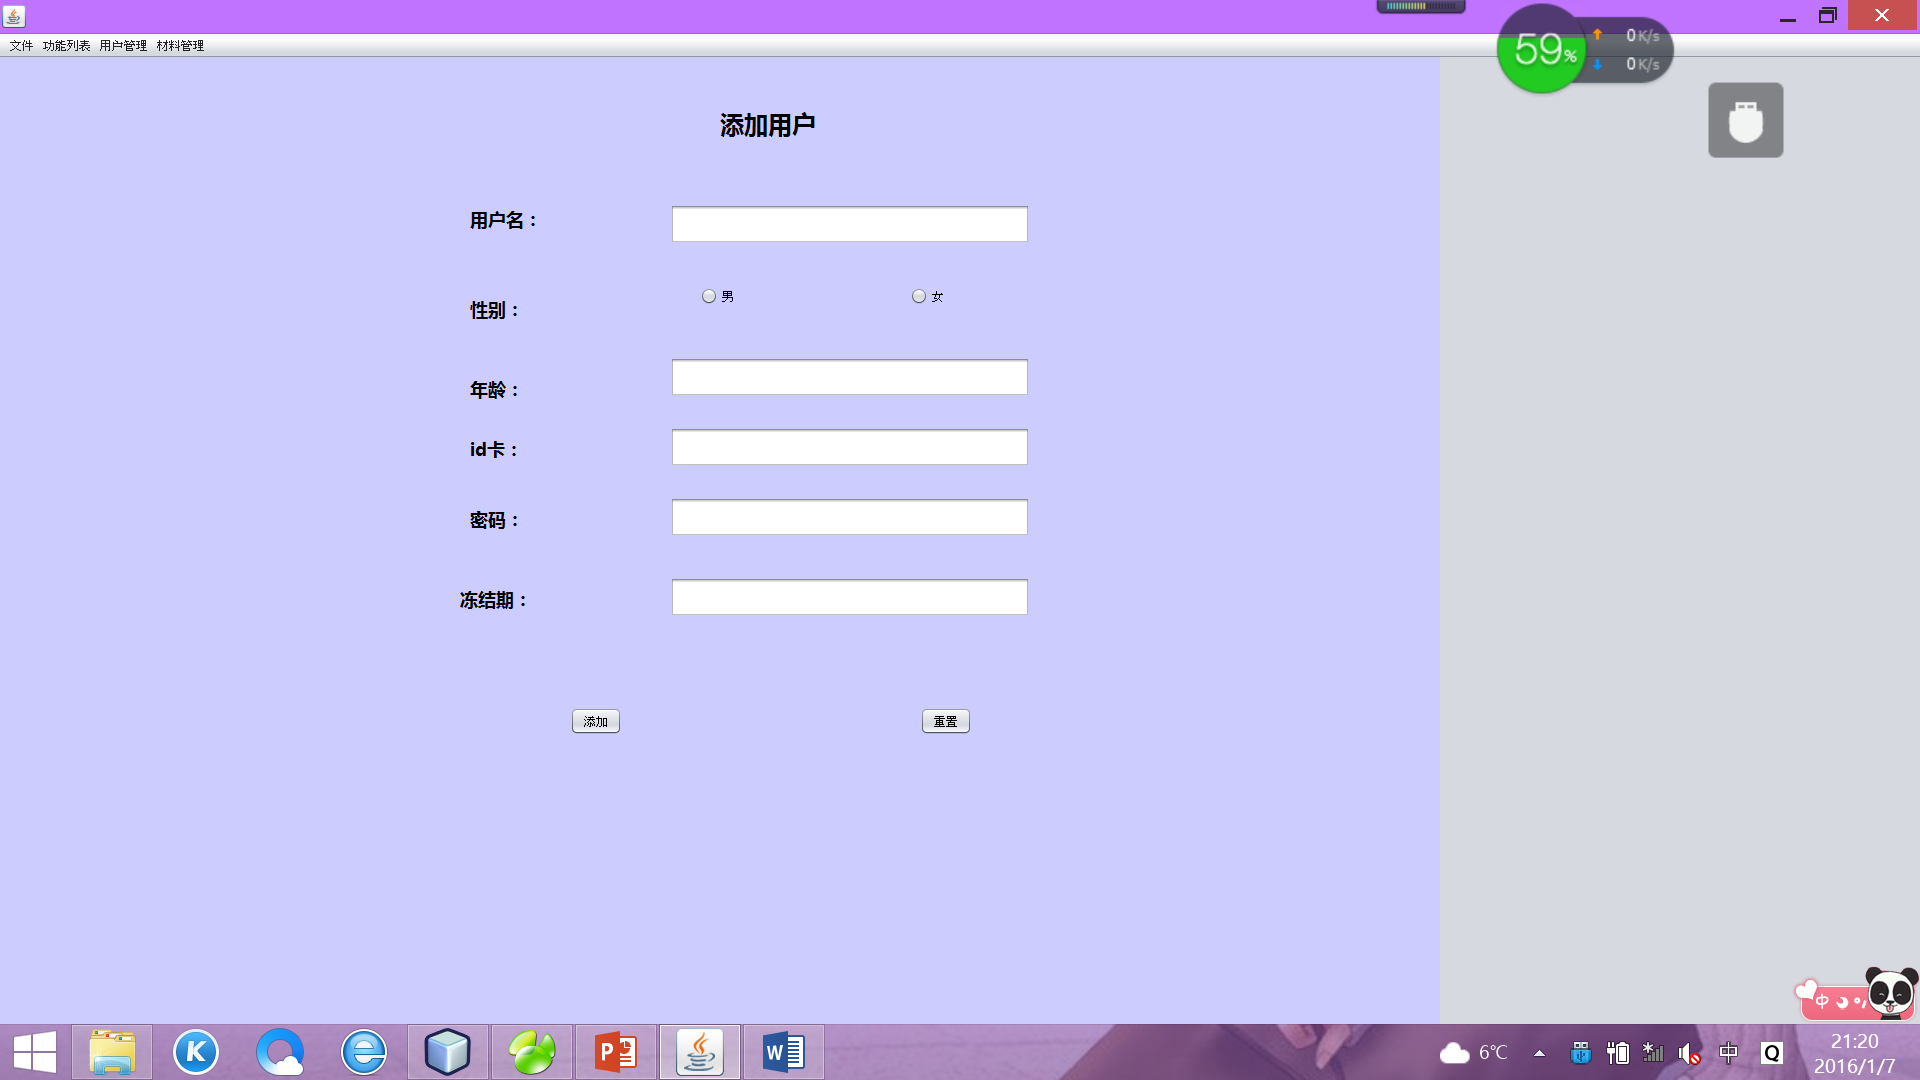 文件 功能列表 用户管理 材料管理
59%
0K/s
0K/s
添加用户
用户名：
性别：
男
女
年龄：
id卡：
密码：
冻结期：
添加
重置
中
K
P
W
6℃
中
Q
21:20
2016/1/7